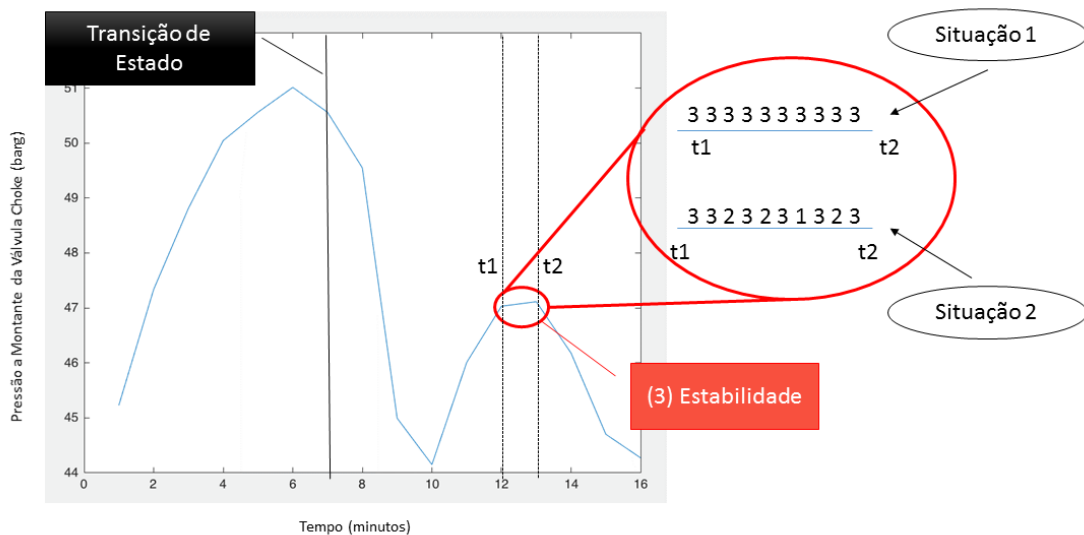 Transição de
Estado
Situação 1
Pressão a Montante da Válvula Choke (barg)
51
50
49
48
47
46
45
44
0
2
4
6
8
10
12
14
16
Tempo (minutos)
t1
t2
3 3 3 3 3 3 3 3 3 3
t1
t2
3 3 2 3 2 3 1 3 2 3
t1
t2
Situação 2
(3) Estabilidade